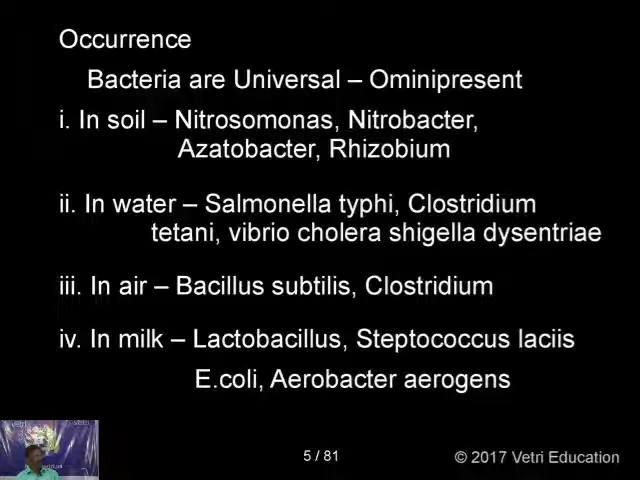 Occurrence
Bacteria are Universal – Ominipresent
i. In soil – Nitrosomonas, Nitrobacter,
Azatobacter, Rhizobium
ii. In water – Salmonella typhi, Clostridium
tetani, vibrio cholera shigella dysentriae
iii. In air – Bacillus subtilis, Clostridium
iv. In milk – Lactobacillus, Steptococcus laciis
E.coli, Aerobacter aerogens
5 / 81
© 2017 Vetri Education